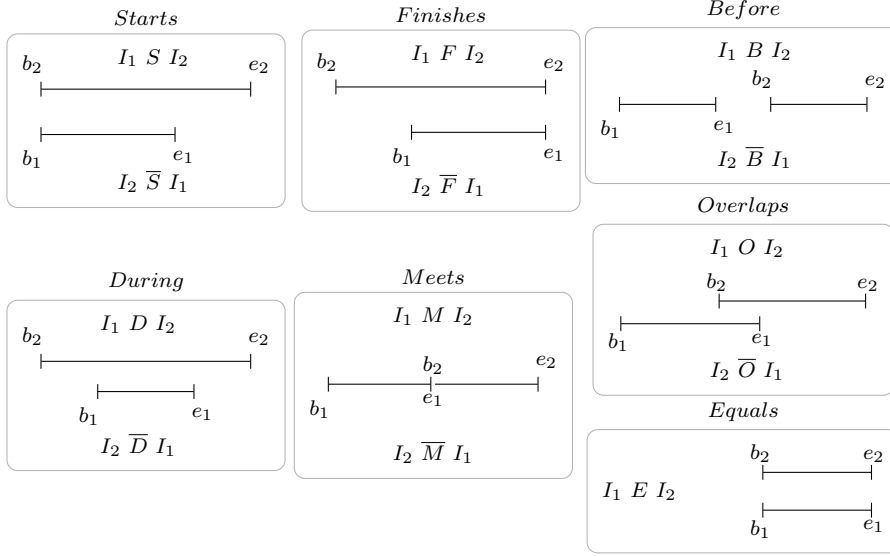 Starts
I₁ S I₂
b₂ e₂
b₁ e₁
I₂ S̅ I₁
Finishes
I₁ F I₂
b₂ e₂
b₁ e₁
I₂ F̅ I₁
Before
I₁ B I₂
b₂ e₂
b₁ e₁
I₂ B̅ I₁
During
I₁ D I₂
b₂ e₂
b₁ e₁
I₂ D̅ I₁
Meets
I₁ M I₂
b₂ e₂
b₁ e₁
I₂ M̅ I₁
Overlaps
I₁ O I₂
b₂ e₂
b₁ e₁
I₂ O̅ I₁
Equals
b₂ e₂
I₁ E I₂
b₁ e₁